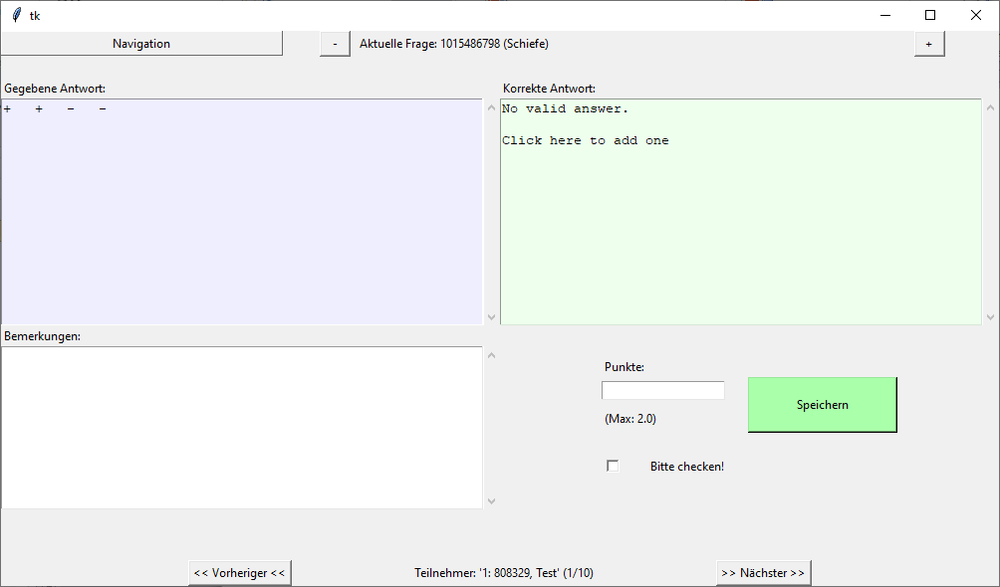 tk
Navigation
-
Aktuelle Frage: 1015486798 (Schiefe)
+
Gegebene Antwort:
Korrekte Antwort:
+ + − −
No valid answer.
Click here to add one
Bemerkungen:
Punkte:
(Max: 2.0)
Speichern
Bitte checken!
<< Vorheriger <<
Teilnehmer: '1: 808329, Test' (1/10)
>> Nächster >>